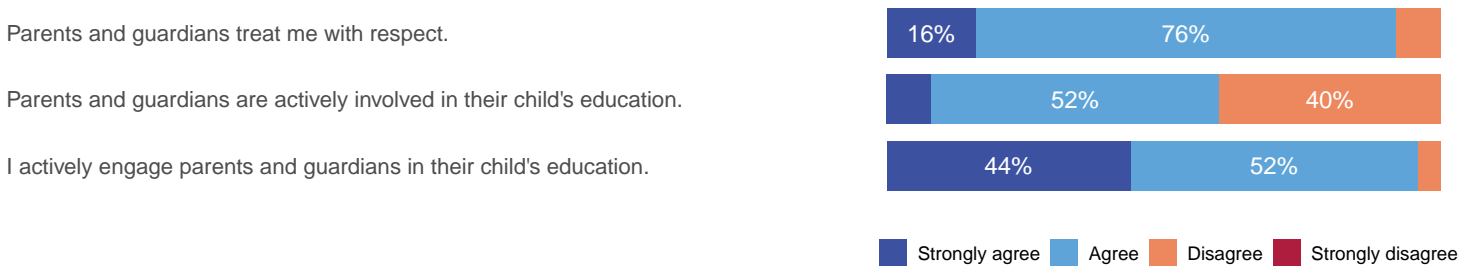 Parents and guardians treat me with respect. 16% 76%
Parents and guardians are actively involved in their child's education. 52% 40%
I actively engage parents and guardians in their child's education. 44% 52%
Strongly agree Agree Disagree Strongly disagree